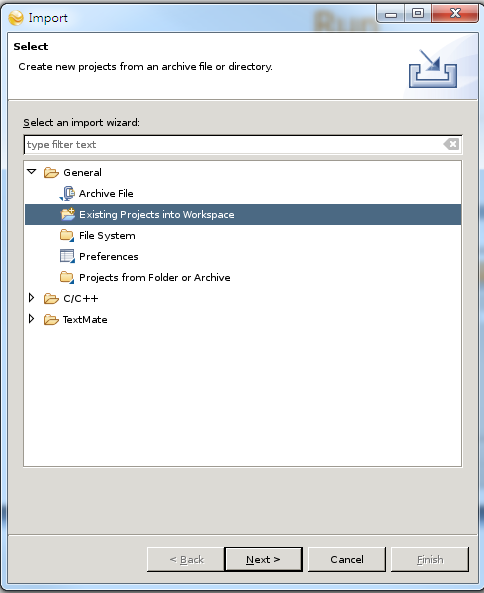 Import
Run
Select
Create new projects from an archive file or directory.
Select an import wizard:
type filter text
General
Archive File
Existing Projects into Workspace
File System
Preferences
Projects from Folder or Archive
C/C++
TextMate
< Back
Next >
Cancel
Finish